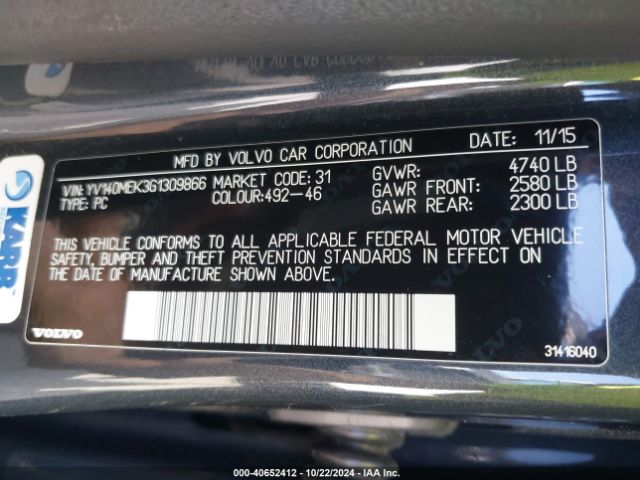 MFD BY VOLVO CAR CORPORATION DATE: 11/15
VIN: YV140MEK3G1309866 MARKET CODE: 31 GVWR: 4740 LB
TYPE: PC COLOUR:492-46 GAWR FRONT: 2580 LB
GAWR REAR: 2300 LB
THIS VEHICLE CONFORMS TO ALL APPLICABLE FEDERAL MOTOR VEHICLE
SAFETY, BUMPER AND THEFT PREVENTION STANDARDS IN EFFECT ON
THE DATE OF MANUFACTURE SHOWN ABOVE.
VOLVO
31416040
KARR
000-40652412 - 10/22/2024 - IAA Inc.